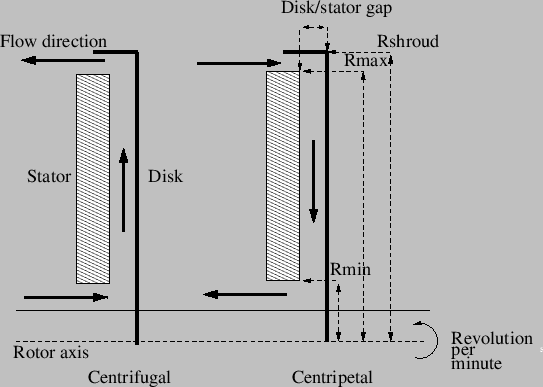 Disk/stator gap
Flow direction
Rshroud
Rmax
Stator
Disk
Rmin
Rotor axis
Revolution
per
minute
Centrifugal
Centripetal